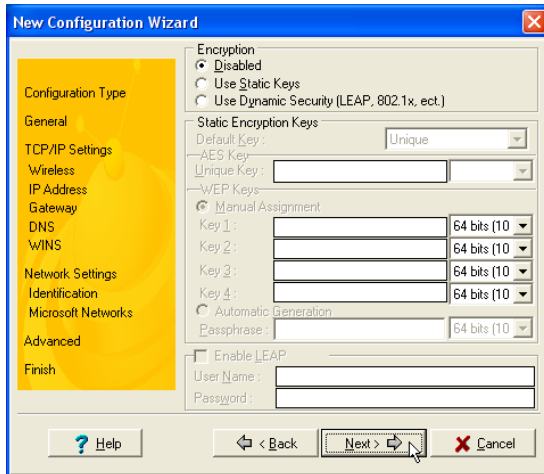 New Configuration Wizard
Configuration Type
General
TCP/IP Settings
Wireless
IP Address
Gateway
DNS
WINS
Network Settings
Identification
Microsoft Networks
Advanced
Finish
Encryption
Disabled
Use Static Keys
Use Dynamic Security (LEAP, 802.1x, ect.)
Static Encryption Keys
Default Key : Unique
AES Key
Unique Key :
WEP Keys
Manual Assignment
Key 1 : 64 bits (10
Key 2 : 64 bits (10
Key 3 : 64 bits (10
Key 4 : 64 bits (10
Automatic Generation
Passphrase : 64 bits (10
Enable LEAP
User Name :
Password :
? Help
< Back
Next >
Cancel